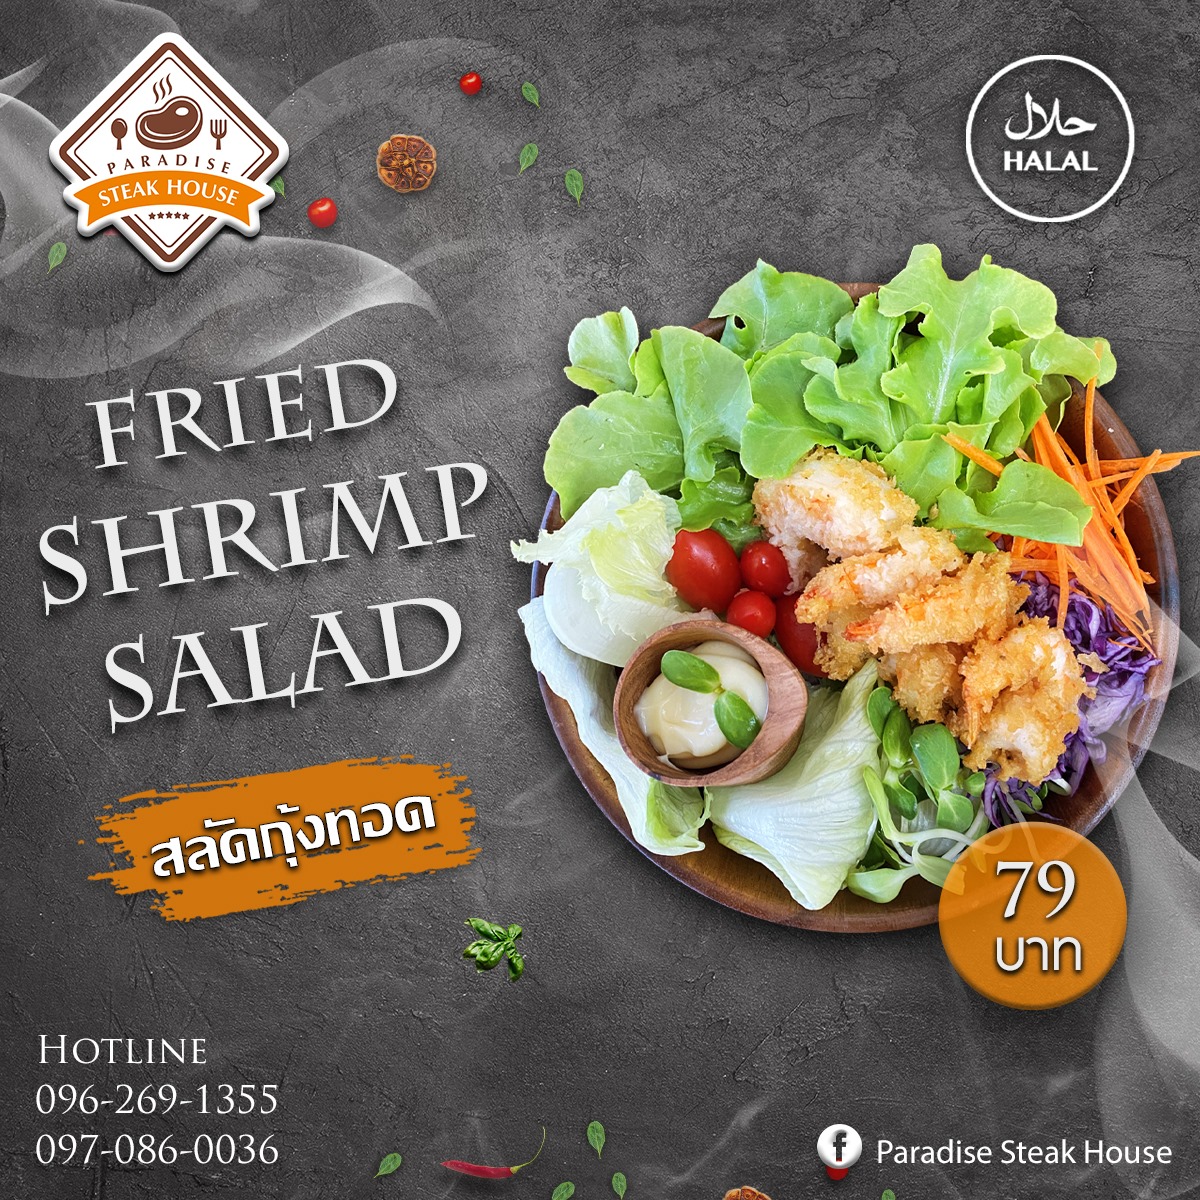 PARADISE
STEAK HOUSE
حلال
HALAL
FRIED
SHRIMP
SALAD
สลัดกุ้งทอด
79
บาท
HOTLINE
096-269-1355
097-086-0036
f Paradise Steak House